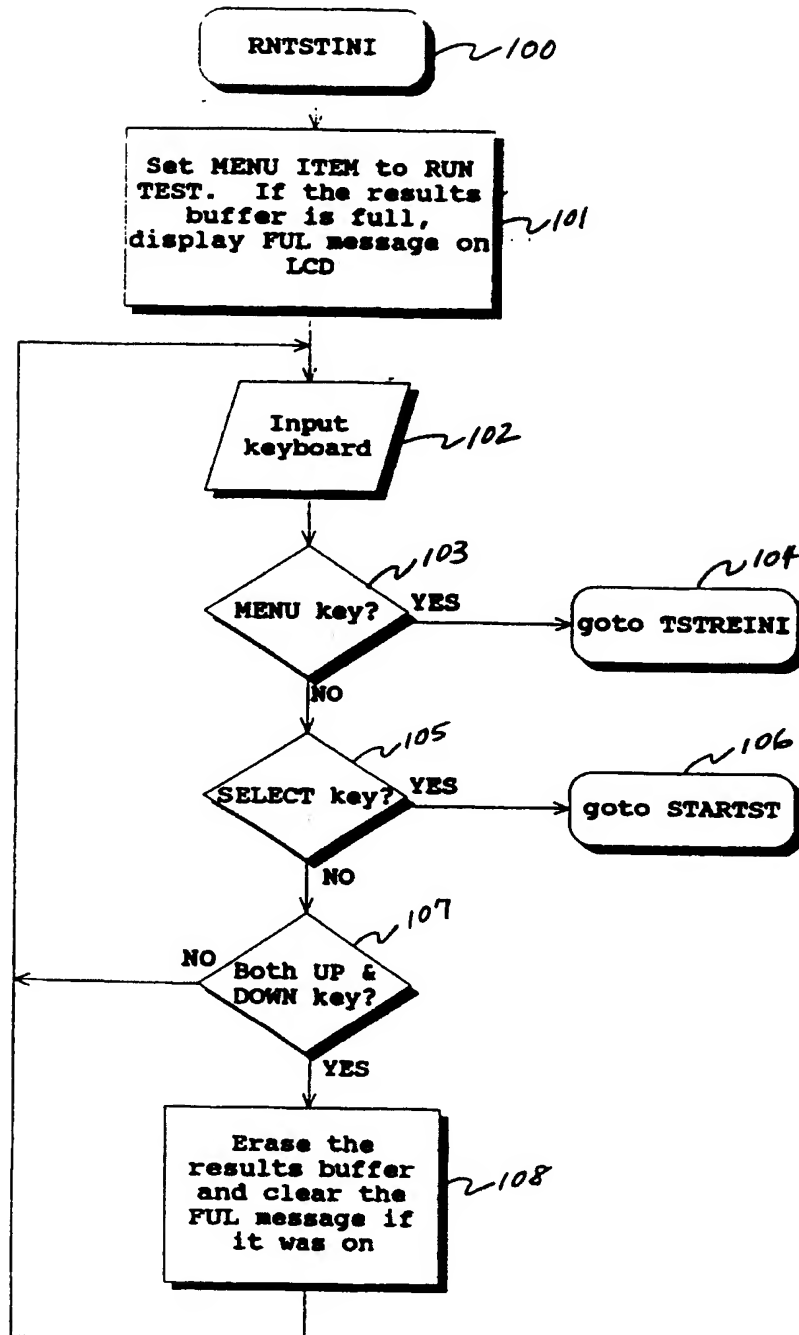 RNTSTINI
100
Set MENU ITEM to RUN
TEST. If the results
buffer is full,
display FUL message on
LCD
101
Input
keyboard
102
103
MENU key?
YES
104
goto TSTREINI
NO
105
SELECT key?
YES
106
goto STARTST
NO
107
NO
Both UP &
DOWN key?
YES
Erase the
results buffer
and clear the
FUL message if
it was on
108